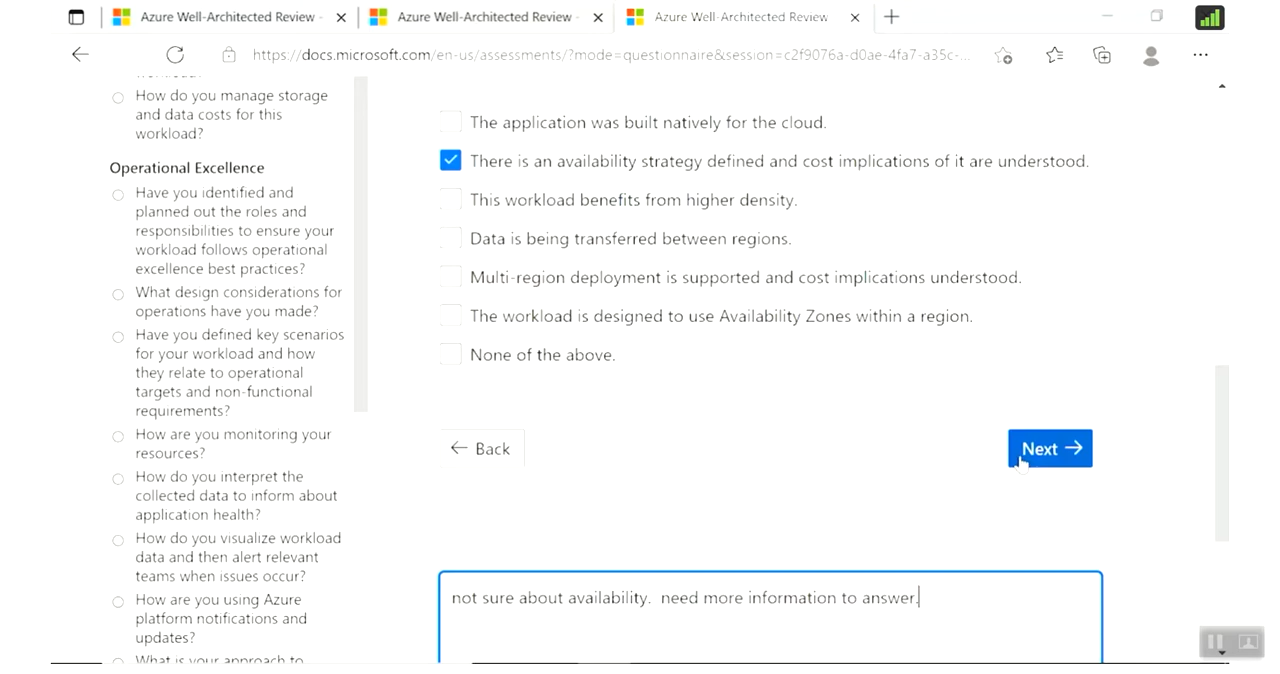 Azure Well-Architected Review -
Azure Well-Architected Review -
Azure Well-Architected Review
https://docs.microsoft.com/en-us/assessments/?mode=questionnaire&session=c2f9076a-d0ae-4fa7-a35c-...
workload?
How do you manage storage
and data costs for this
workload?
Operational Excellence
Have you identified and
planned out the roles and
responsibilities to ensure your
workload follows operational
excellence best practices?
What design considerations for
operations have you made?
Have you defined key scenarios
for your workload and how
they relate to operational
targets and non-functional
requirements?
How are you monitoring your
resources?
How do you interpret the
collected data to inform about
application health?
How do you visualize workload
data and then alert relevant
teams when issues occur?
How are you using Azure
platform notifications and
updates?
What is your approach to
The application was built natively for the cloud.
There is an availability strategy defined and cost implications of it are understood.
This workload benefits from higher density.
Data is being transferred between regions.
Multi-region deployment is supported and cost implications understood.
The workload is designed to use Availability Zones within a region.
None of the above.
Back
Next
not sure about availability.  need more information to answer.